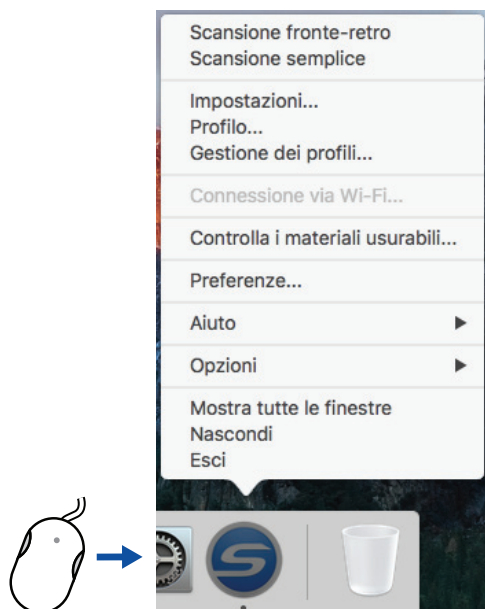 Scansione fronte-retro
Scansione semplice
Impostazioni...
Profilo...
Gestione dei profili...
Connessione via Wi-Fi...
Controlla i materiali usurabili...
Preferenze...
Aiuto
Opzioni
Mostra tutte le finestre
Nascondi
Esci
S